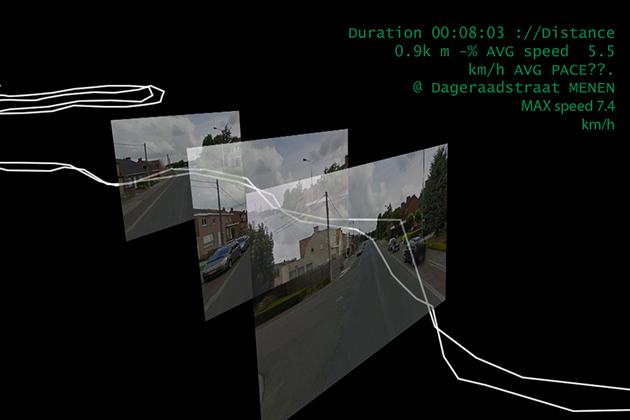 Duration 00:08:03 ://Distance
0.9k m -% AVG speed 5.5
km/h AVG PACE??.
@ Dageraadstraat MENEN
MAX speed 7.4
km/h